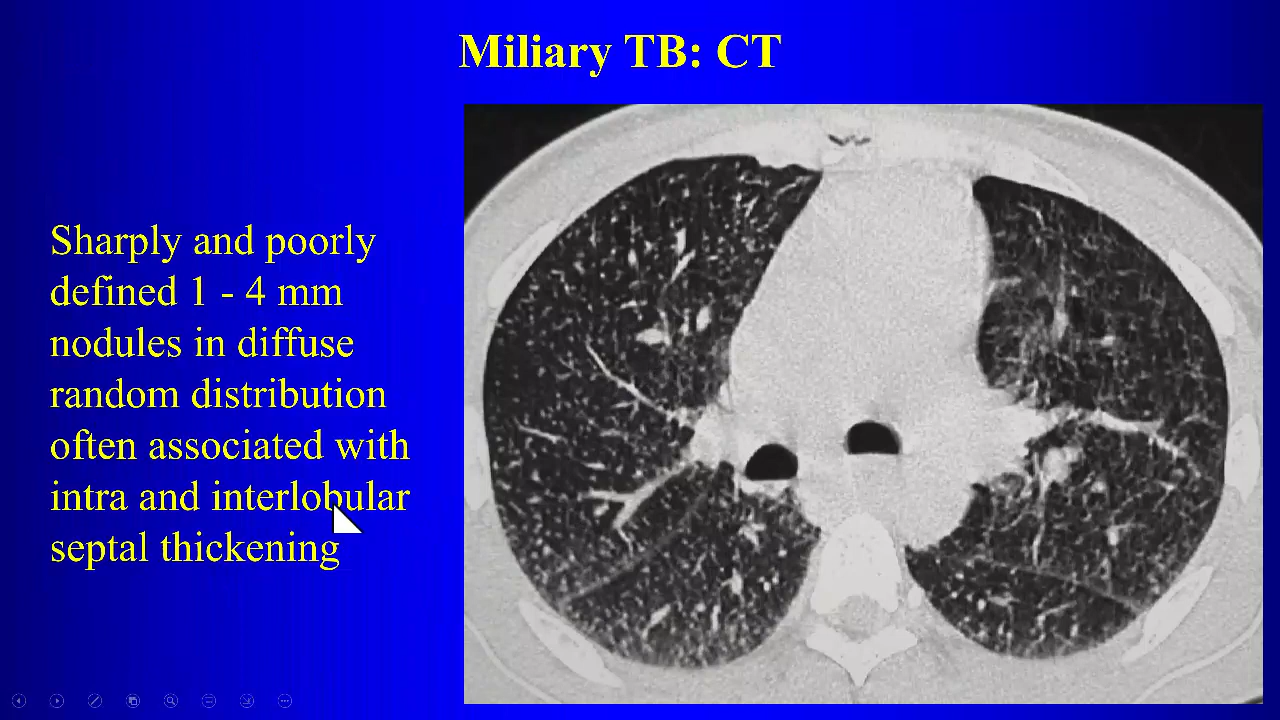 Miliary TB: CT
Sharply and poorly
defined 1 - 4 mm
nodules in diffuse
random distribution
often associated with
intra and interlobular
septal thickening